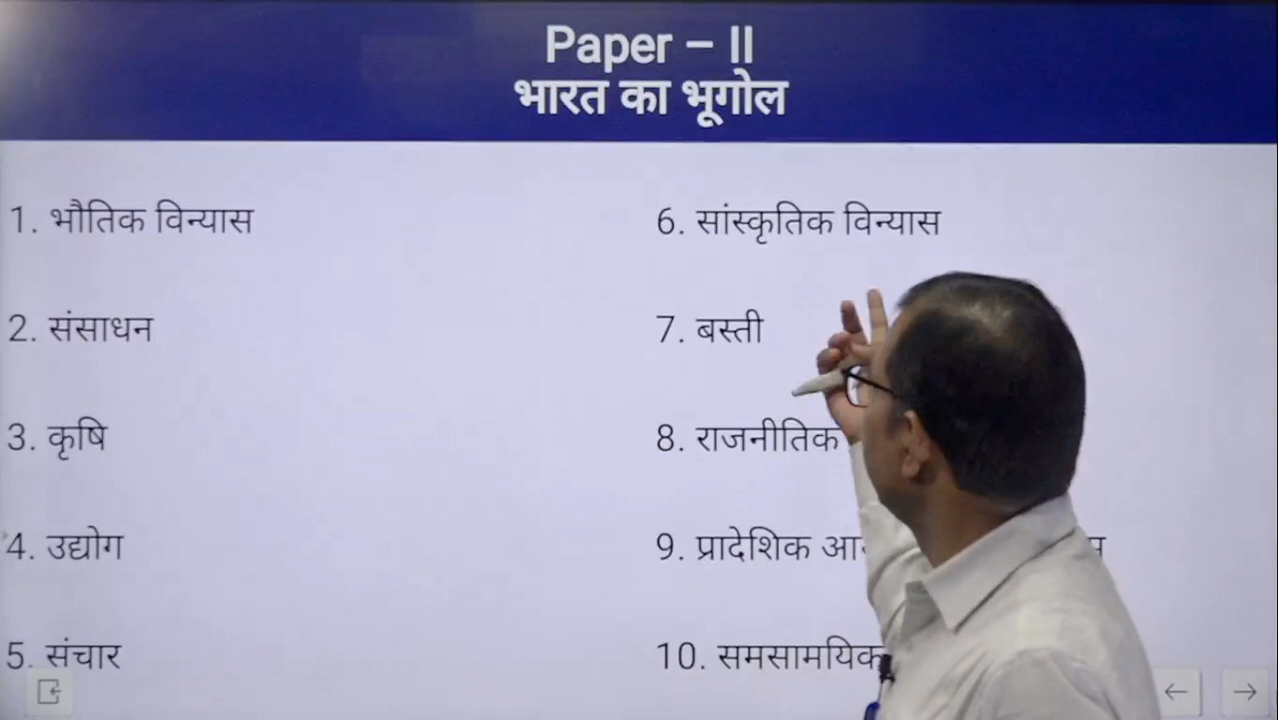 Paper – II
भारत का भूगोल
1. भौतिक विन्यास
2. संसाधन
3. कृषि
4. उद्योग
5. संचार
6. सांस्कृतिक विन्यास
7. बस्ती
8. राजनीतिक
9. प्रादेशिक
10. समसामयिक